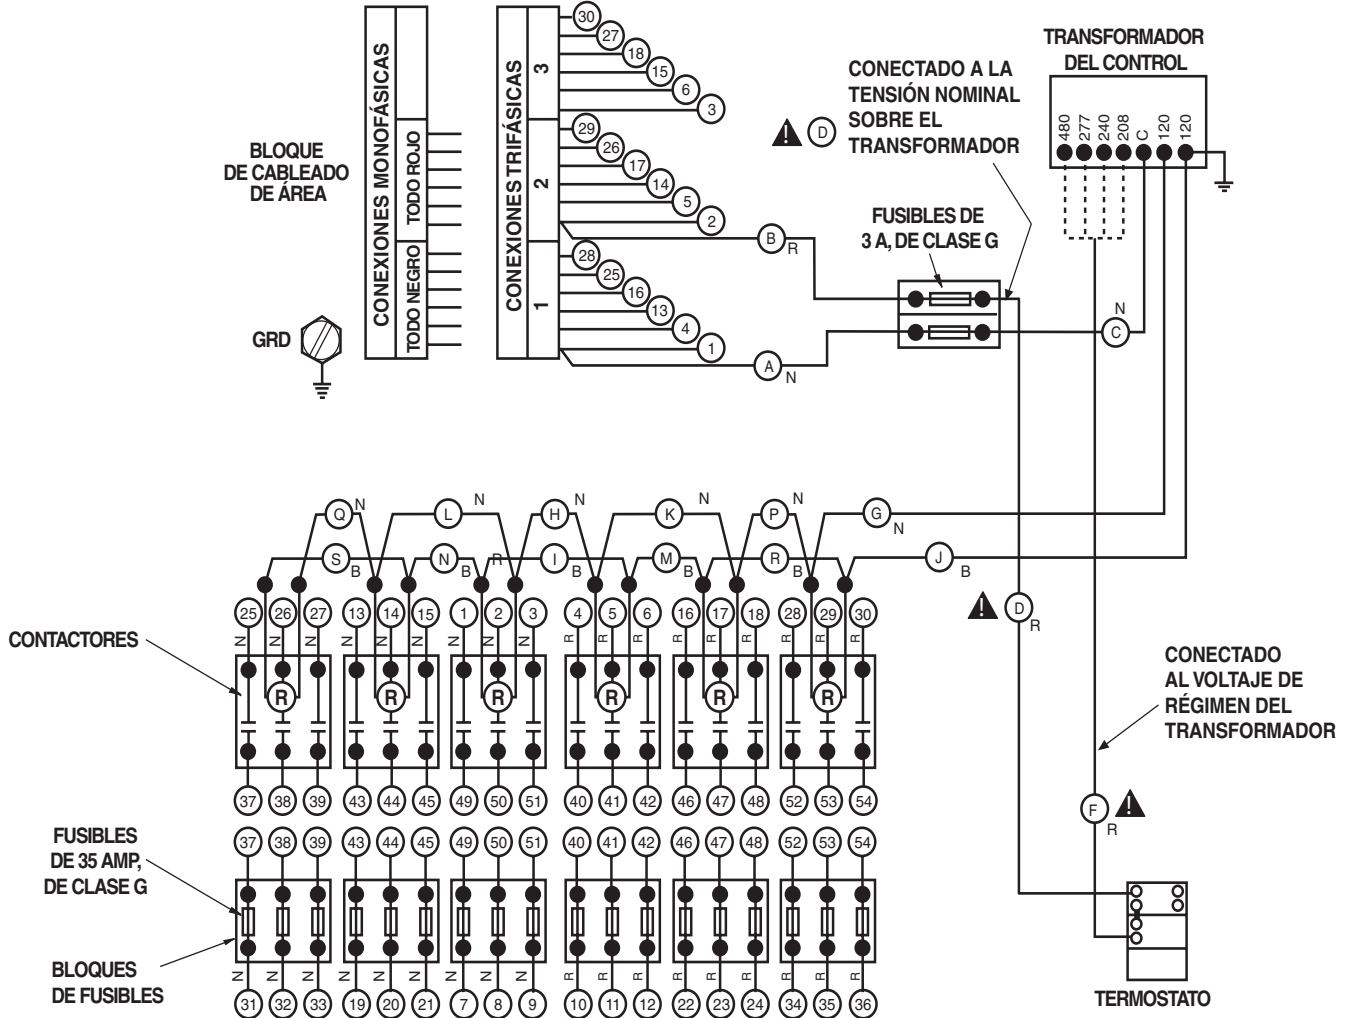 BLOQUE
DE CABLEADO
DE ÁREA
GRD
CONEXIONES MONOFÁSICAS
TODO ROJO
TODO NEGRO
CONEXIONES TRIFÁSICAS
3
2
1
30
27
18
15
6
3
29
26
17
14
5
2
B
R
28
25
16
13
4
1
A
N
D
CONECTADO A LA
TENSIÓN NOMINAL
SOBRE EL
TRANSFORMADOR
FUSIBLES DE
3 A, DE CLASE G
TRANSFORMADOR
DEL CONTROL
480
277
240
208
C
120
120
N
C
Q N L N H N K N P N G N
S B N B R I B M B R B J B
25 26 27 13 14 15 1 2 3 4 5 6 16 17 18 28 29 30
N N N N N N N N N R R R R R R R R R
CONTACTORES
R R R R R R
37 38 39 43 44 45 49 50 51 40 41 42 46 47 48 52 53 54
D
R
CONECTADO
AL VOLTAJE DE
RÉGIMEN DEL
TRANSFORMADOR
F
R
37 38 39 43 44 45 49 50 51 40 41 42 46 47 48 52 53 54
FUSIBLES
DE 35 AMP,
DE CLASE G
BLOQUES
DE FUSIBLES
N N N N N N N N N R R R R R R R R R
31 32 33 19 20 21 7 8 9 10 11 12 22 23 24 34 35 36
TERMOSTATO